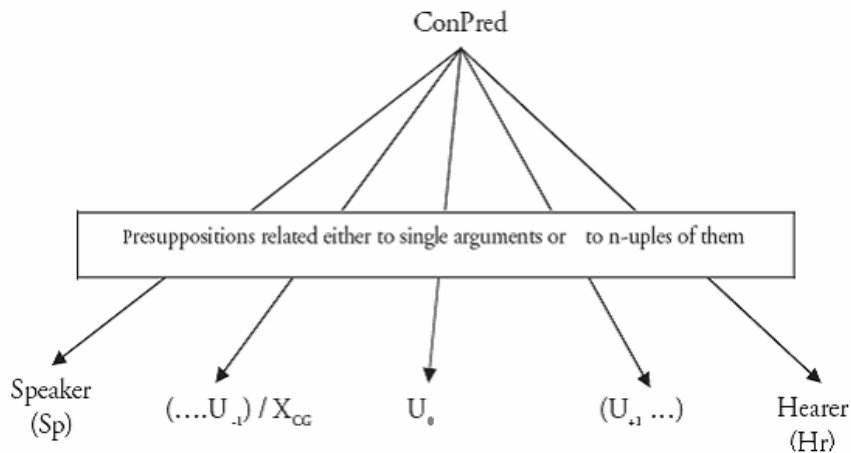 ConPred
Presuppositions related either to single arguments or to n-uples of them
Speaker
(Sp)
(....U₋₁) / X_CG
U₀
(U₊₁ ...)
Hearer
(Hr)